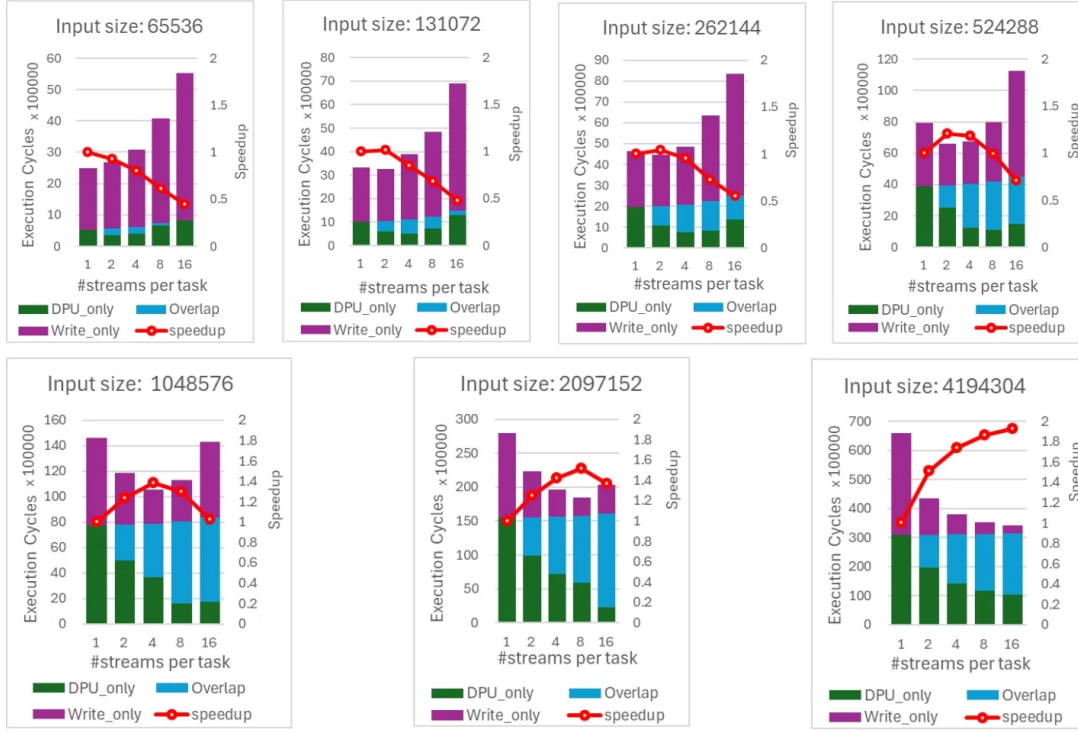 Input size: 65536
60
50
40
30
20
10
0
Execution Cycles x 100000
2
1.5
1
0.5
0
Speedup
1 2 4 8 16
#streams per task
DPU_only Overlap
Write_only speedup
Input size: 131072
80
70
60
50
40
30
20
10
0
Execution Cycles x 100000
2
1.5
1
0.5
0
Speedup
1 2 4 8 16
#streams per task
DPU_only Overlap
Write_only speedup
Input size: 262144
90
80
70
60
50
40
30
20
10
0
Execution Cycles x 100000
2
1.5
1
0.5
0
Speedup
1 2 4 8 16
#streams per task
DPU_only Overlap
Write_only speedup
Input size: 524288
120
100
80
60
40
20
0
Execution Cycles x 100000
2
1.5
1
0.5
0
Speedup
1 2 4 8 16
#streams per task
DPU_only Overlap
Write_only speedup
Input size: 1048576
160
140
120
100
80
60
40
20
0
Execution Cycles x 100000
2
1.8
1.6
1.4
1.2
1
0.8
0.6
0.4
0.2
0
Speedup
1 2 4 8 16
#streams per task
DPU_only Overlap
Write_only speedup
Input size: 2097152
300
250
200
150
100
50
0
Execution Cycles x 100000
2
1.8
1.6
1.4
1.2
1
0.8
0.6
0.4
0.2
0
Speedup
1 2 4 8 16
#streams per task
DPU_only Overlap
Write_only speedup
Input size: 4194304
700
600
500
400
300
200
100
0
Execution Cycles x 100000
2
1.8
1.6
1.4
1.2
1
0.8
0.6
0.4
0.2
0
Speedup
1 2 4 8 16
#streams per task
DPU_only Overlap
Write_only speedup